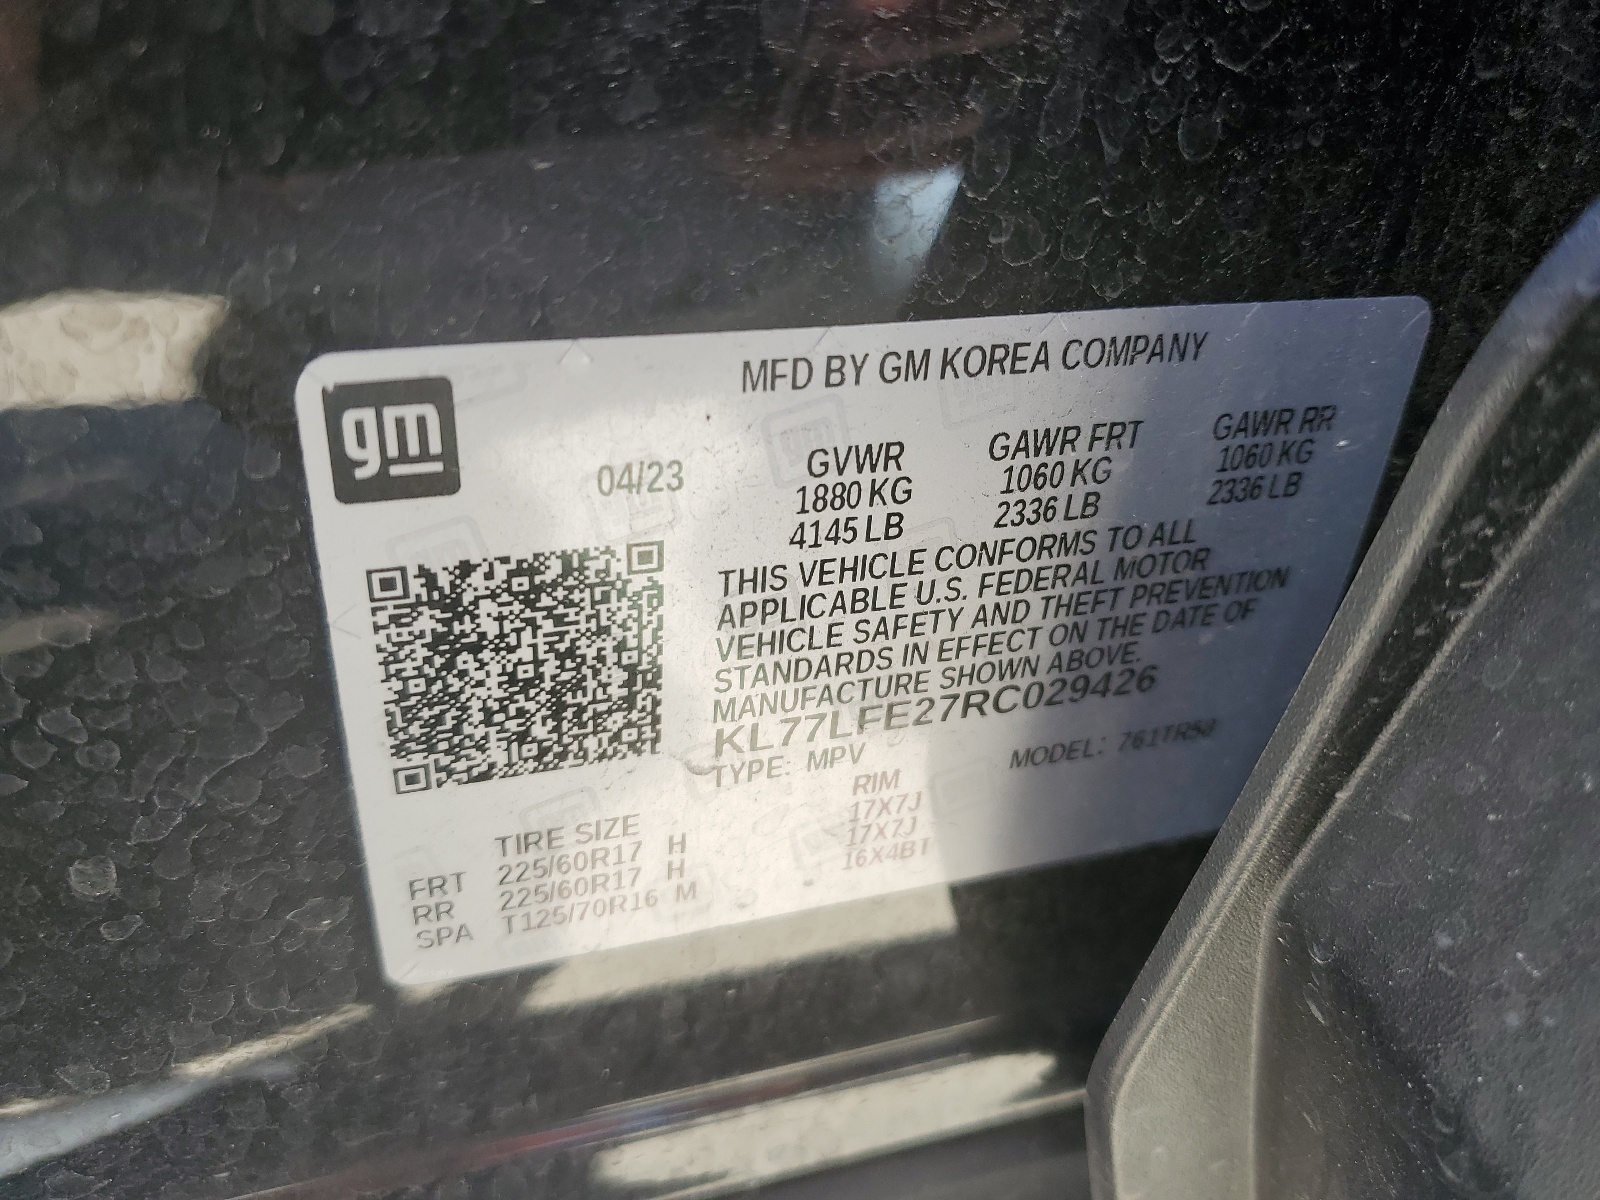 MFD BY GM KOREA COMPANY
gm
04/23
GVWR GAWR FRT GAWR RR
1880 KG 1060 KG 1060 KG
4145 LB 2336 LB 2336 LB
THIS VEHICLE CONFORMS TO ALL
APPLICABLE U.S. FEDERAL MOTOR
VEHICLE SAFETY AND THEFT PREVENTION
STANDARDS IN EFFECT ON THE DATE OF
MANUFACTURE SHOWN ABOVE.
KL77LFE27RC029426
TYPE: MPV MODEL:
TIRE SIZE RIM
FRT 225/60R17 H 17X7J
RR 225/60R17 H 17X7J
SPA T125/70R16 M 16X4BT